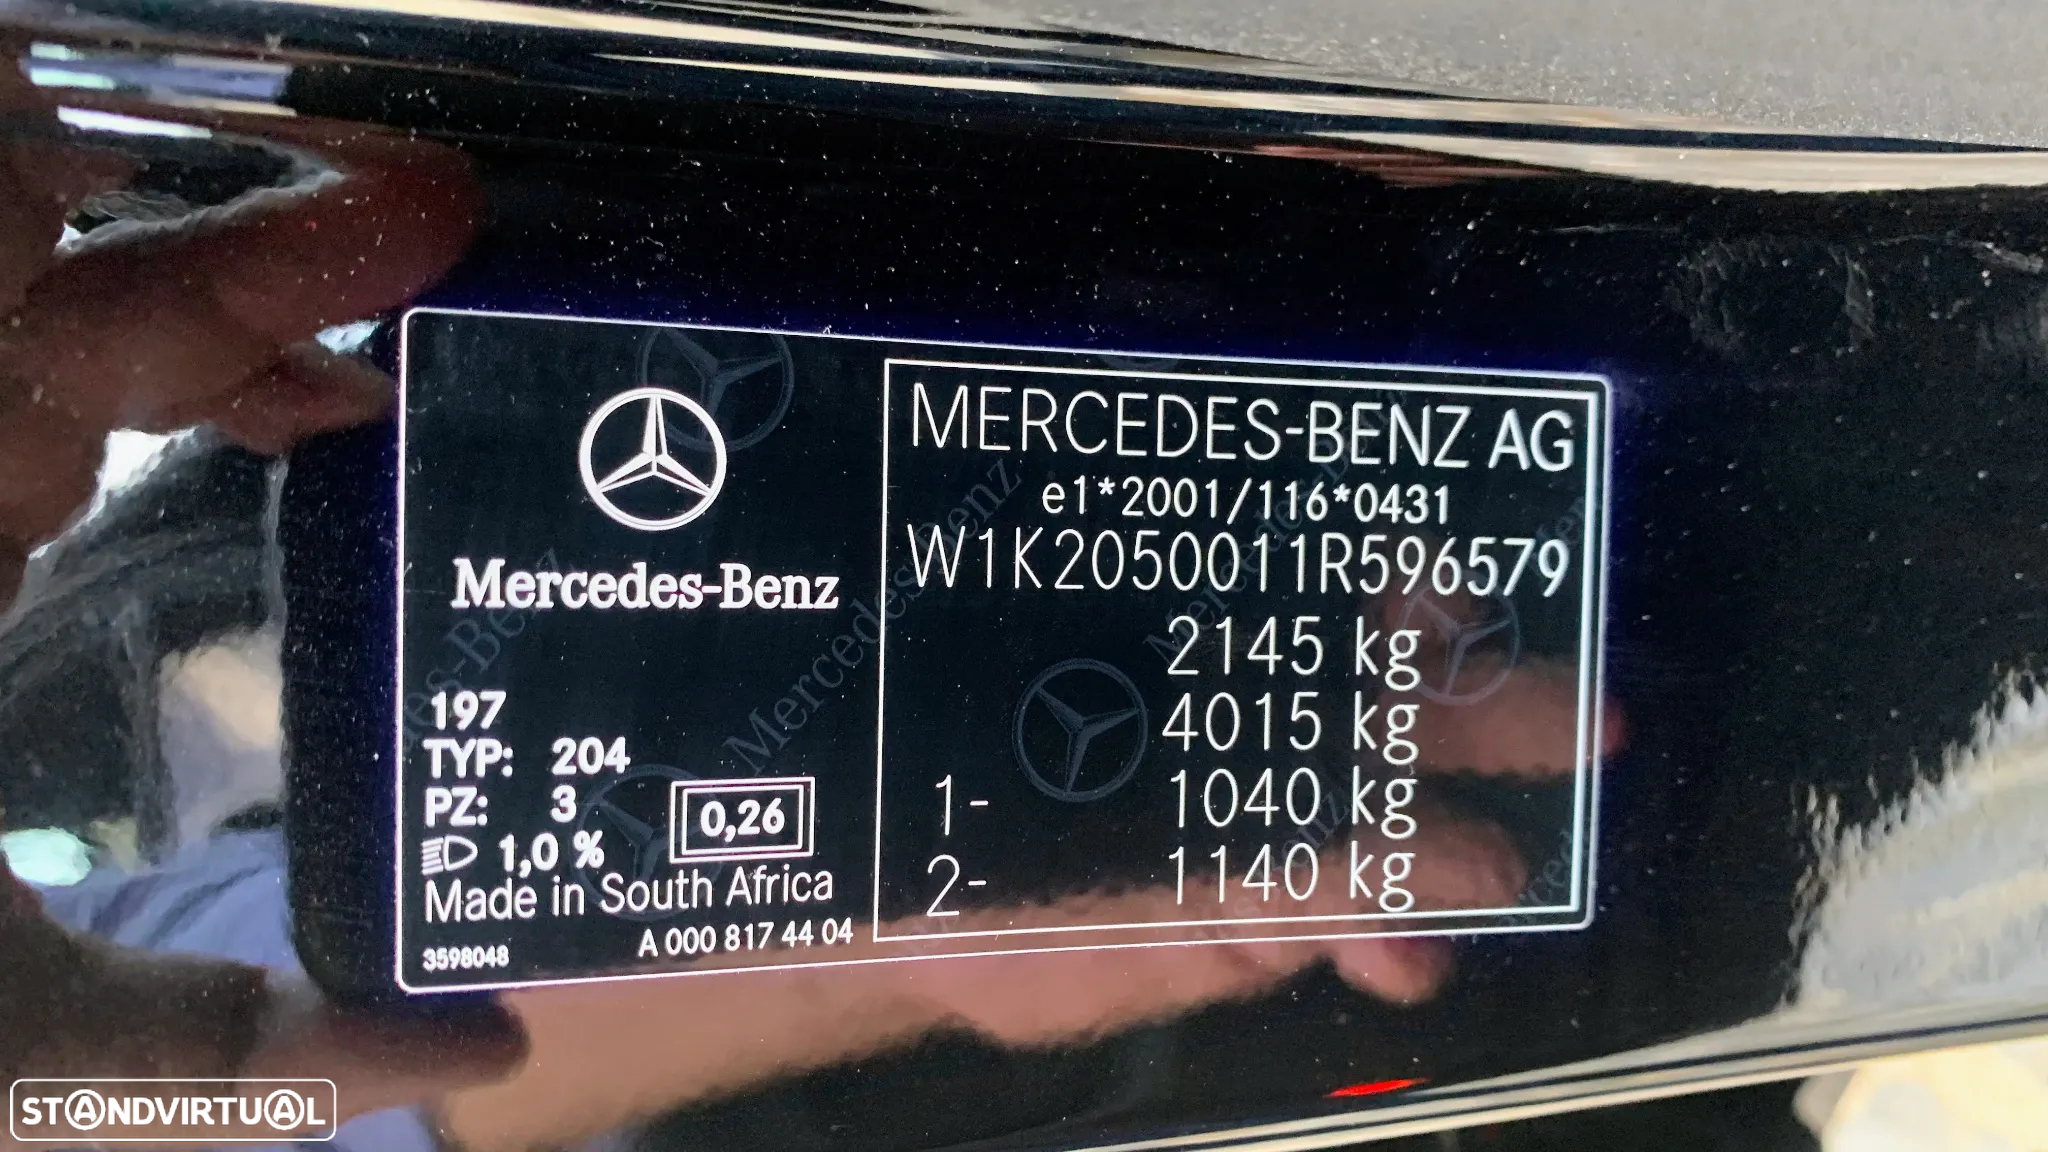 Mercedes-Benz
197
TYP: 204
PZ: 3
1,0 %
0,26
Made in South Africa
A 000 817 44 04
3598048
MERCEDES-BENZ AG
e1*2001/116*0431
W1K2050011R596579
2145 kg
4015 kg
1- 1040 kg
2- 1140 kg
STANDVIRTUAL